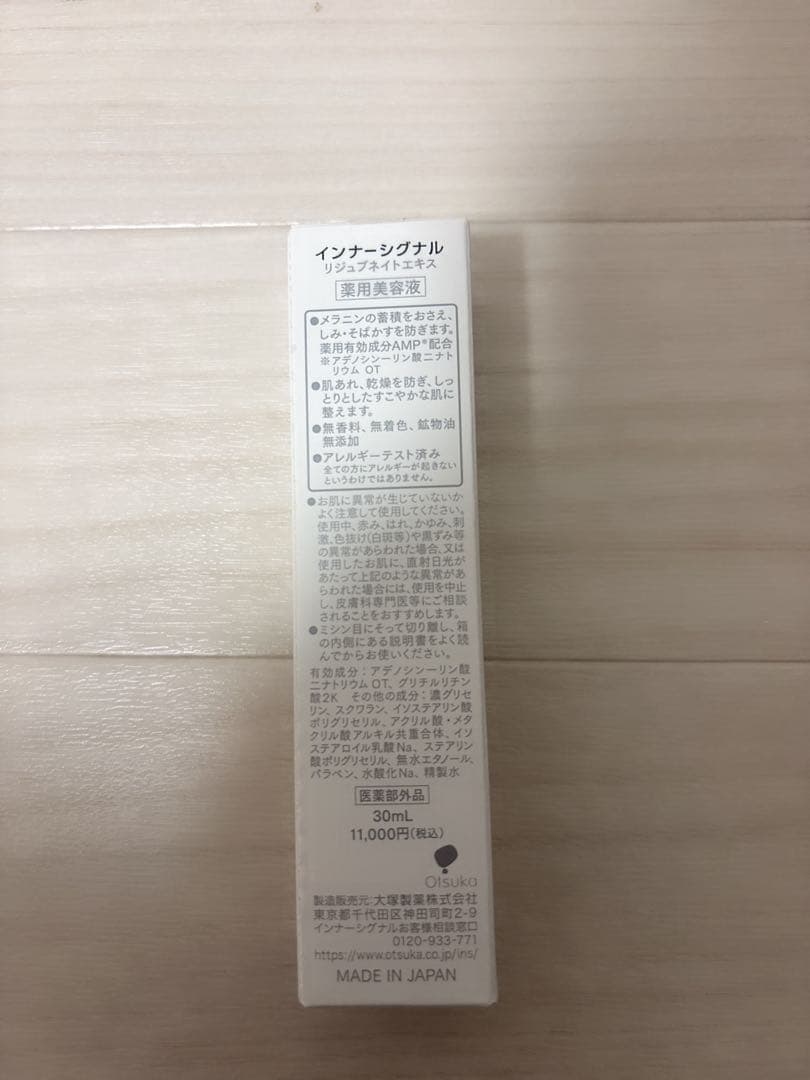 インナーシグナル
リジュブネイトエキス
薬用美容液
●メラニンの蓄積をおさえ、
しみ・そばかすを防ぎます。
薬用有効成分AMP※配合
※アデノシン一リン酸二ナト
リウム OT
●肌あれ、乾燥を防ぎ、しっ
とりとしたすこやかな肌に
整えます。
●無香料、無着色、鉱物油
無添加
●アレルギーテスト済み
全ての方にアレルギーが起きない
というわけではありません。
●お肌に異常が生じていないか
よく注意して使用してください。
使用中、赤み、はれ、かゆみ、刺
激、色抜け(白斑等)や黒ずみ等
の異常があらわれた場合、又は
使用したお肌に、直射日光が
あたって上記のような異常があ
らわれた場合には、使用を中止
し、皮膚科専門医等にご相談
されることをおすすめします。
●ミシン目にそって切り離し、箱
の内側にある説明書をよく読
んでからお使いください。
有効成分：アデノシン一リン酸
二ナトリウム OT、グリチルリチン
酸2K その他の成分：濃グリセ
リン、スクワラン、イソステアリン酸
ポリグリセリル、アクリル酸・メタ
クリル酸アルキル共重合体、イソ
ステアロイル乳酸Na、ステアリン
酸ポリグリセリル、無水エタノール、
パラベン、水酸化Na、精製水
医薬部外品
30mL
11,000円(税込)
Otsuka
製造販売元:大塚製薬株式会社
東京都千代田区神田司町2-9
インナーシグナルお客様相談窓口
0120-933-771
https://www.otsuka.co.jp/ins/
MADE IN JAPAN